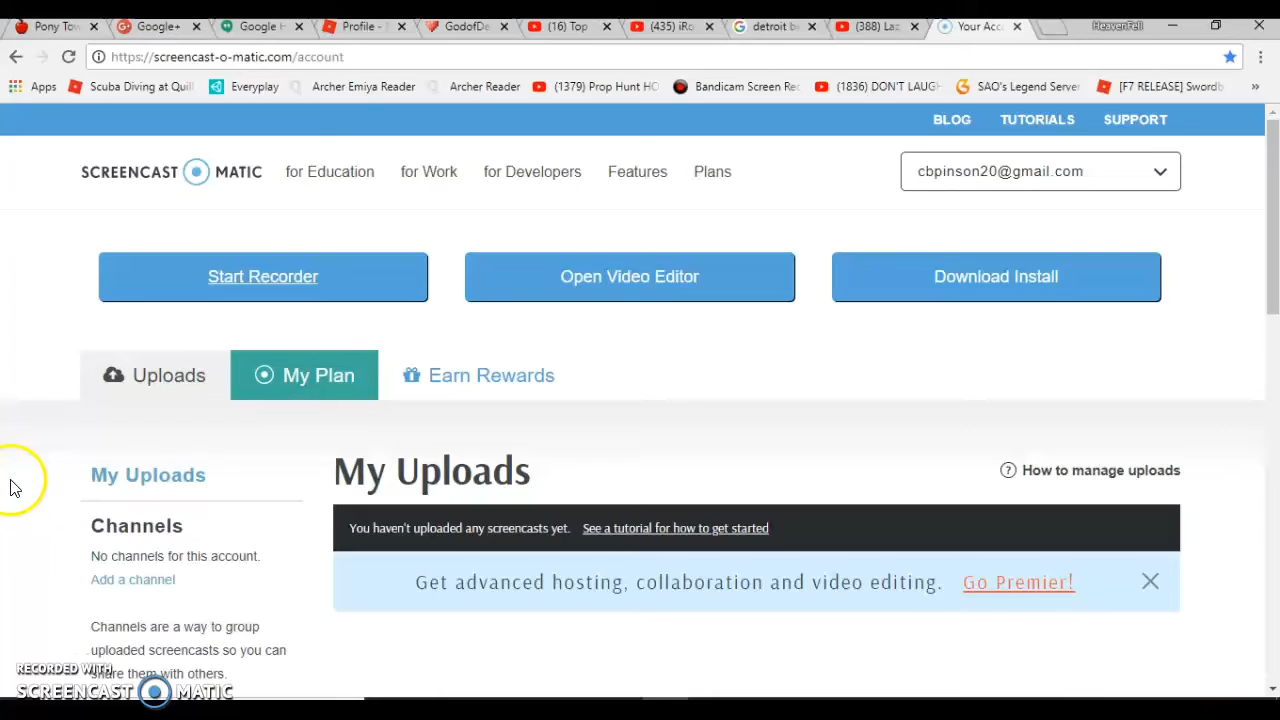 Pony Tow
Google+
Google H
Profile -
GodofDe
(16) Top
(435) iRo
detroit be
(388) Laz
Your Acc
HeavenFell
https://screencast-o-matic.com/account
Apps
Scuba Diving at Quill
Everyplay
Archer Emiya Reader
Archer Reader
(1379) Prop Hunt HO
Bandicam Screen Rec
(1836) DON'T LAUGH
SAO's Legend Server
[F7 RELEASE] Swordb
»
BLOG TUTORIALS SUPPORT
SCREENCAST MATIC
for Education
for Work
for Developers
Features
Plans
cbpinson20@gmail.com
Start Recorder
Open Video Editor
Download Install
Uploads
My Plan
Earn Rewards
My Uploads
My Uploads
? How to manage uploads
Channels
You haven't uploaded any screencasts yet. See a tutorial for how to get started
No channels for this account.
Add a channel
Get advanced hosting, collaboration and video editing. Go Premier!
Channels are a way to group
uploaded screencasts so you can
share them with others.
RECORDED WITH
SCREENCAST MATIC